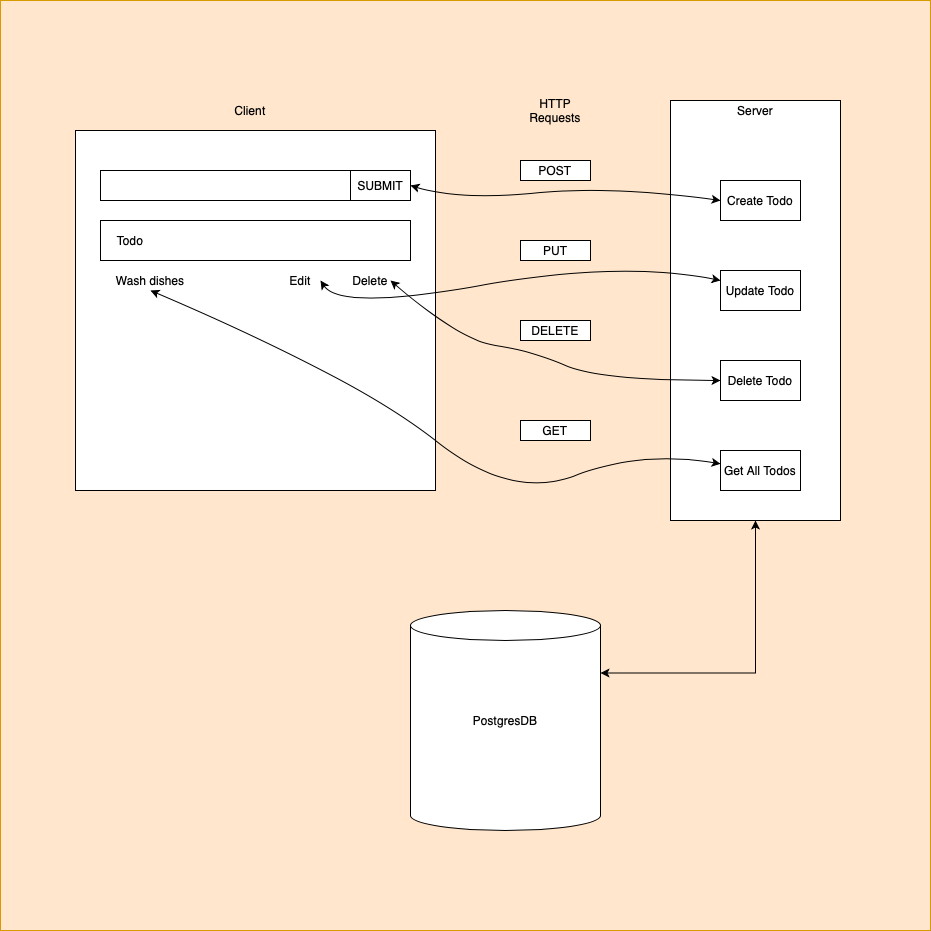 Client
HTTP
Requests
Server
SUBMIT
POST
Create Todo
Todo
PUT
Wash dishes
Edit
Delete
Update Todo
DELETE
Delete Todo
GET
Get All Todos
PostgresDB